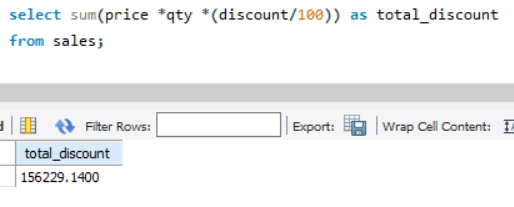 select sum(price *qty *(discount/100)) as total_discount
from sales;
Filter Rows: Export: Wrap Cell Content:
total_discount
156229.1400